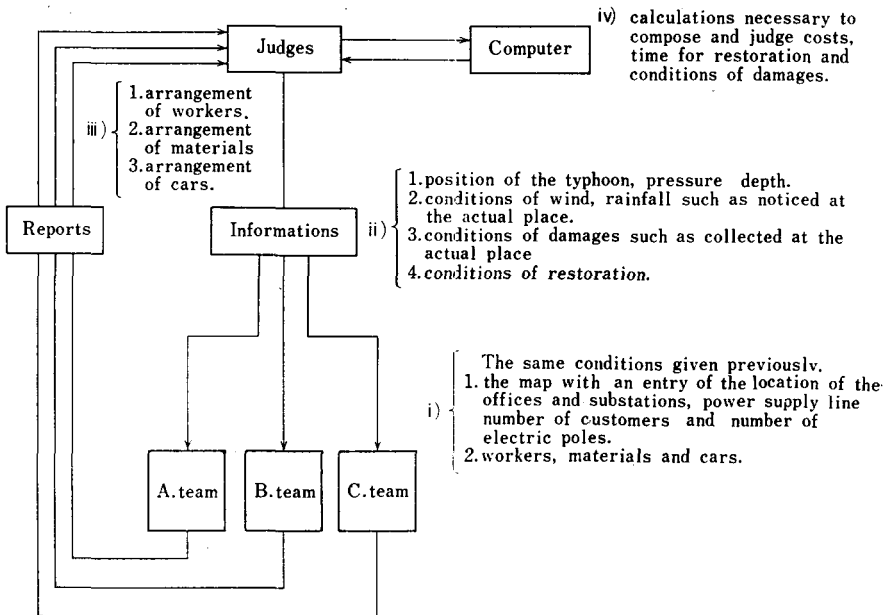 Judges
Computer
iv) calculations necessary to
compose and judge costs,
time for restoration and
conditions of damages.
iii)
1. arrangement
of workers.
2. arrangement
of materials
3. arrangement
of cars.
Reports
Informations
ii)
1. position of the typhoon, pressure depth.
2. conditions of wind, rainfall such as noticed at
the actual place.
3. conditions of damages such as collected at the
actual place
4. conditions of restoration.
i)
The same conditions given previously.
1. the map with an entry of the location of the
offices and substations, power supply line
number of customers and number of
electric poles.
2. workers, materials and cars.
A. team
B. team
C. team